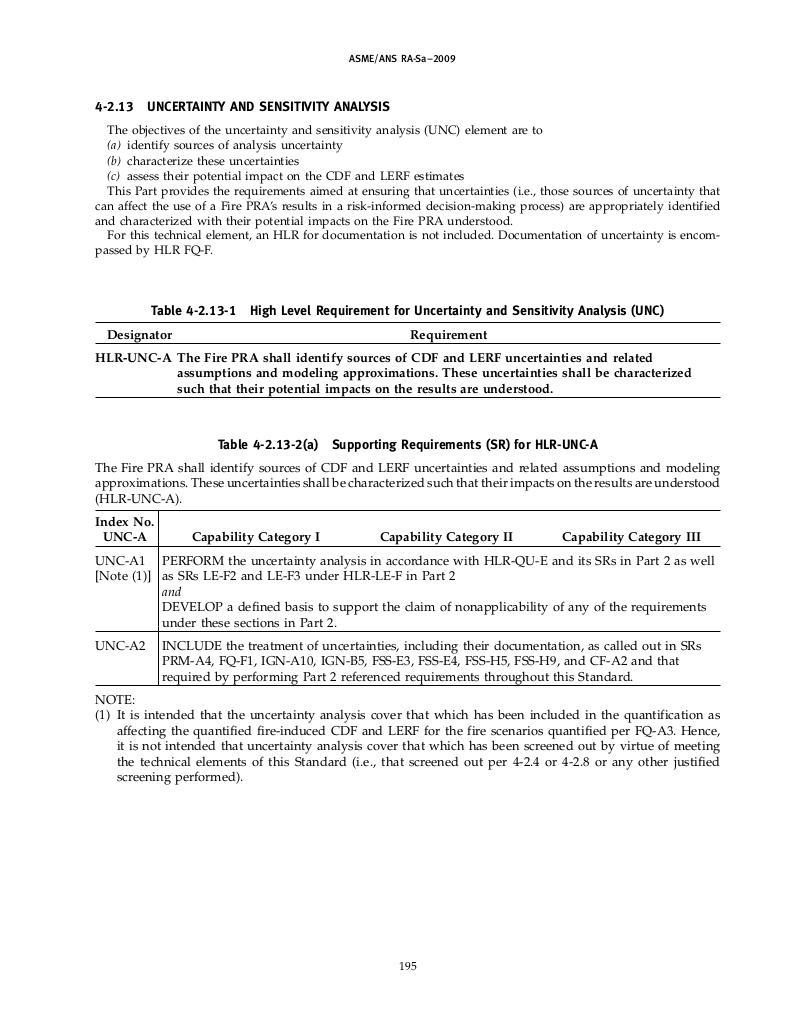 ASME/ANS RA-Sa–2009
4-2.13 UNCERTAINTY AND SENSITIVITY ANALYSIS
The objectives of the uncertainty and sensitivity analysis (UNC) element are to
(a) identify sources of analysis uncertainty
(b) characterize these uncertainties
(c) assess their potential impact on the CDF and LERF estimates
This Part provides the requirements aimed at ensuring that uncertainties (i.e., those sources of uncertainty that
can affect the use of a Fire PRA's results in a risk-informed decision-making process) are appropriately identified
and characterized with their potential impacts on the Fire PRA understood.
For this technical element, an HLR for documentation is not included. Documentation of uncertainty is encom-
passed by HLR FQ-F.
Table 4-2.13-1 High Level Requirement for Uncertainty and Sensitivity Analysis (UNC)
Designator Requirement
HLR-UNC-A The Fire PRA shall identify sources of CDF and LERF uncertainties and related
assumptions and modeling approximations. These uncertainties shall be characterized
such that their potential impacts on the results are understood.
Table 4-2.13-2(a) Supporting Requirements (SR) for HLR-UNC-A
The Fire PRA shall identify sources of CDF and LERF uncertainties and related assumptions and modeling
approximations. These uncertainties shall be characterized such that their impacts on the results are understood
(HLR-UNC-A).
Index No.
UNC-A Capability Category I Capability Category II Capability Category III
UNC-A1 PERFORM the uncertainty analysis in accordance with HLR-QU-E and its SRs in Part 2 as well
[Note (1)] as SRs LE-F2 and LE-F3 under HLR-LE-F in Part 2
and
DEVELOP a defined basis to support the claim of nonapplicability of any of the requirements
under these sections in Part 2.
UNC-A2 INCLUDE the treatment of uncertainties, including their documentation, as called out in SRs
PRM-A4, FQ-F1, IGN-A10, IGN-B5, FSS-E3, FSS-E4, FSS-H5, FSS-H9, and CF-A2 and that
required by performing Part 2 referenced requirements throughout this Standard.
NOTE:
(1) It is intended that the uncertainty analysis cover that which has been included in the quantification as
affecting the quantified fire-induced CDF and LERF for the fire scenarios quantified per FQ-A3. Hence,
it is not intended that uncertainty analysis cover that which has been screened out by virtue of meeting
the technical elements of this Standard (i.e., that screened out per 4-2.4 or 4-2.8 or any other justified
screening performed).
195